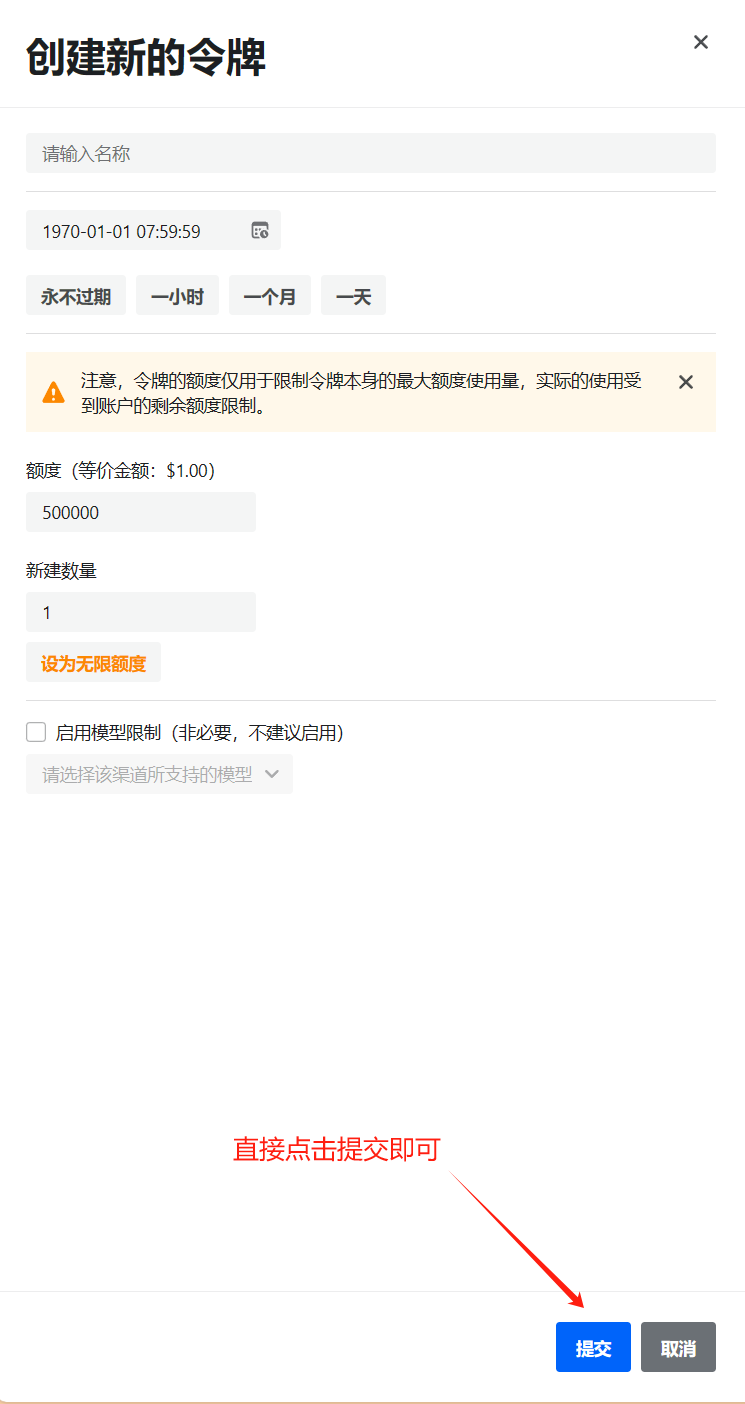 创建新的令牌
请输入名称
1970-01-01 07:59:59
永不过期 一小时 一个月 一天
注意，令牌的额度仅用于限制令牌本身的最大额度使用量，实际的使用受
到账户的剩余额度限制。
额度（等价金额：$1.00）
500000
新建数量
1
设为无限额度
启用模型限制（非必要，不建议启用）
请选择该渠道所支持的模型
直接点击提交即可
提交 取消